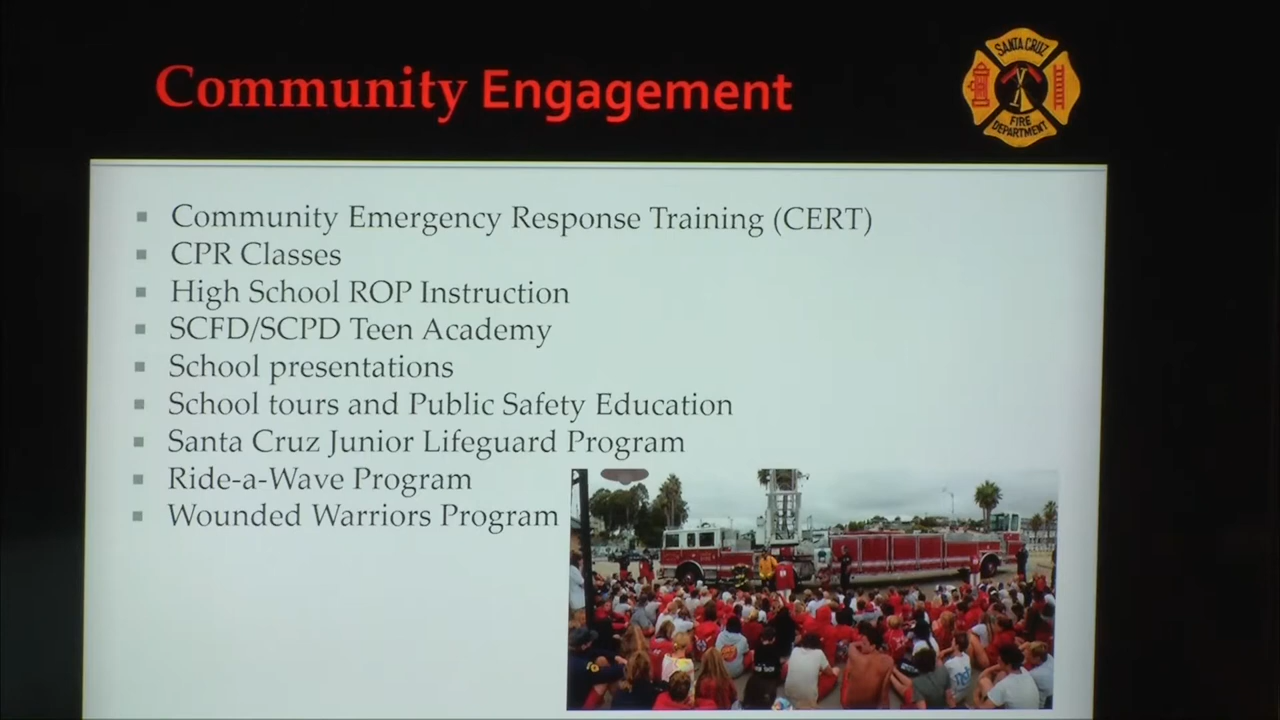 Community Engagement
SANTA CRUZ
FIRE
DEPARTMENT
Community Emergency Response Training (CERT)
CPR Classes
High School ROP Instruction
SCFD/SCPD Teen Academy
School presentations
School tours and Public Safety Education
Santa Cruz Junior Lifeguard Program
Ride-a-Wave Program
Wounded Warriors Program